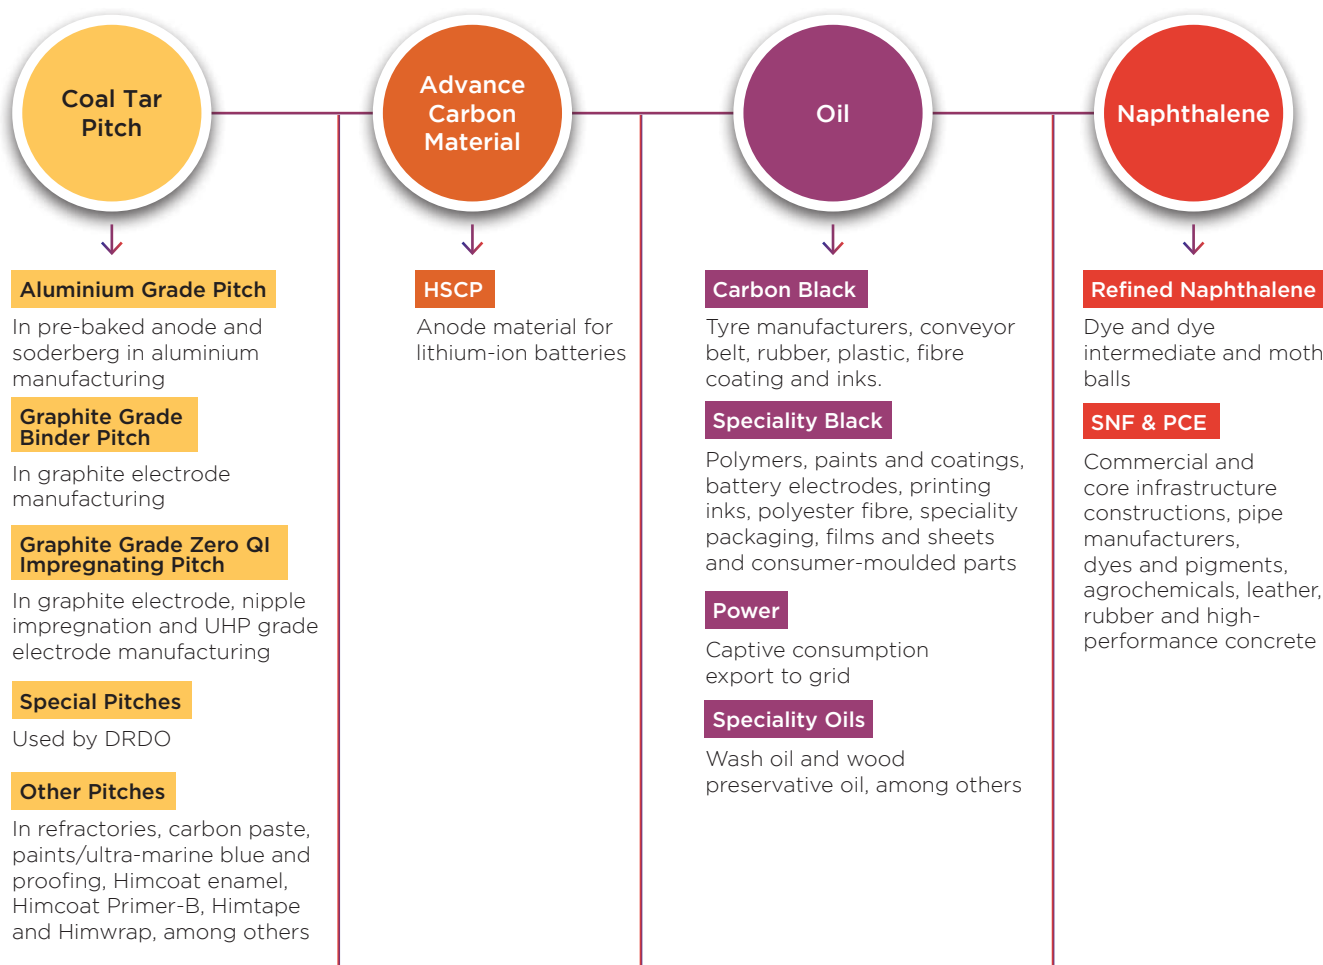 Coal Tar
Pitch
Advance
Carbon
Material
Oil
Naphthalene
Aluminium Grade Pitch
In pre-baked anode and
soderberg in aluminium
manufacturing
Graphite Grade
Binder Pitch
In graphite electrode
manufacturing
Graphite Grade Zero QI
Impregnating Pitch
In graphite electrode, nipple
impregnation and UHP grade
electrode manufacturing
Special Pitches
Used by DRDO
Other Pitches
In refractories, carbon paste,
paints/ultra-marine blue and
proofing, Himcoat enamel,
Himcoat Primer-B, Himtape
and Himwrap, among others
HSCP
Anode material for
lithium-ion batteries
Carbon Black
Tyre manufacturers, conveyor
belt, rubber, plastic, fibre
coating and inks.
Speciality Black
Polymers, paints and coatings,
battery electrodes, printing
inks, polyester fibre, speciality
packaging, films and sheets
and consumer-moulded parts
Power
Captive consumption
export to grid
Speciality Oils
Wash oil and wood
preservative oil, among others
Refined Naphthalene
Dye and dye
intermediate and moth
balls
SNF & PCE
Commercial and
core infrastructure
constructions, pipe
manufacturers,
dyes and pigments,
agrochemicals, leather,
rubber and high-
performance concrete